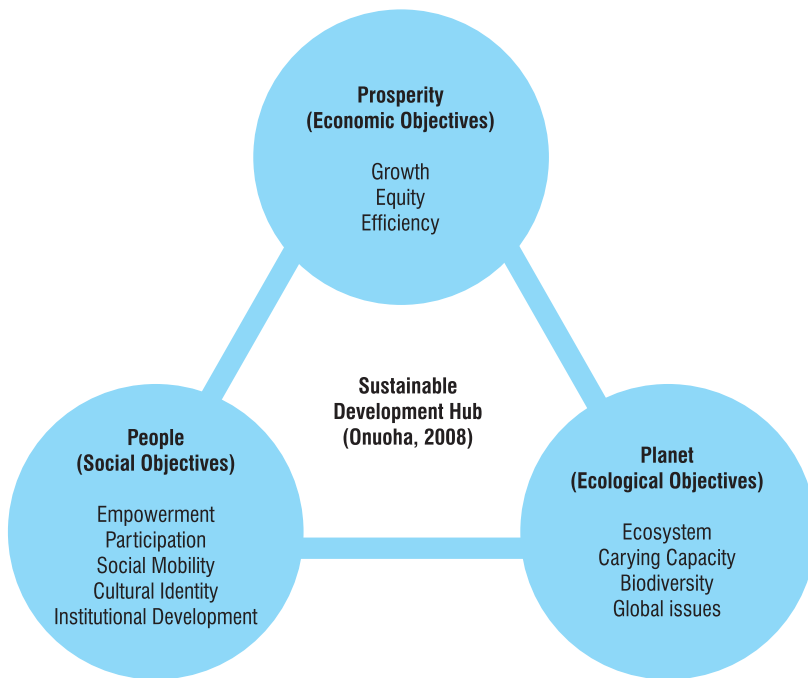 Prosperity
(Economic Objectives)
Growth
Equity
Efficiency
Sustainable
Development Hub
(Onuoha, 2008)
People
(Social Objectives)
Empowerment
Participation
Social Mobility
Cultural Identity
Institutional Development
Planet
(Ecological Objectives)
Ecosystem
Carying Capacity
Biodiversity
Global issues